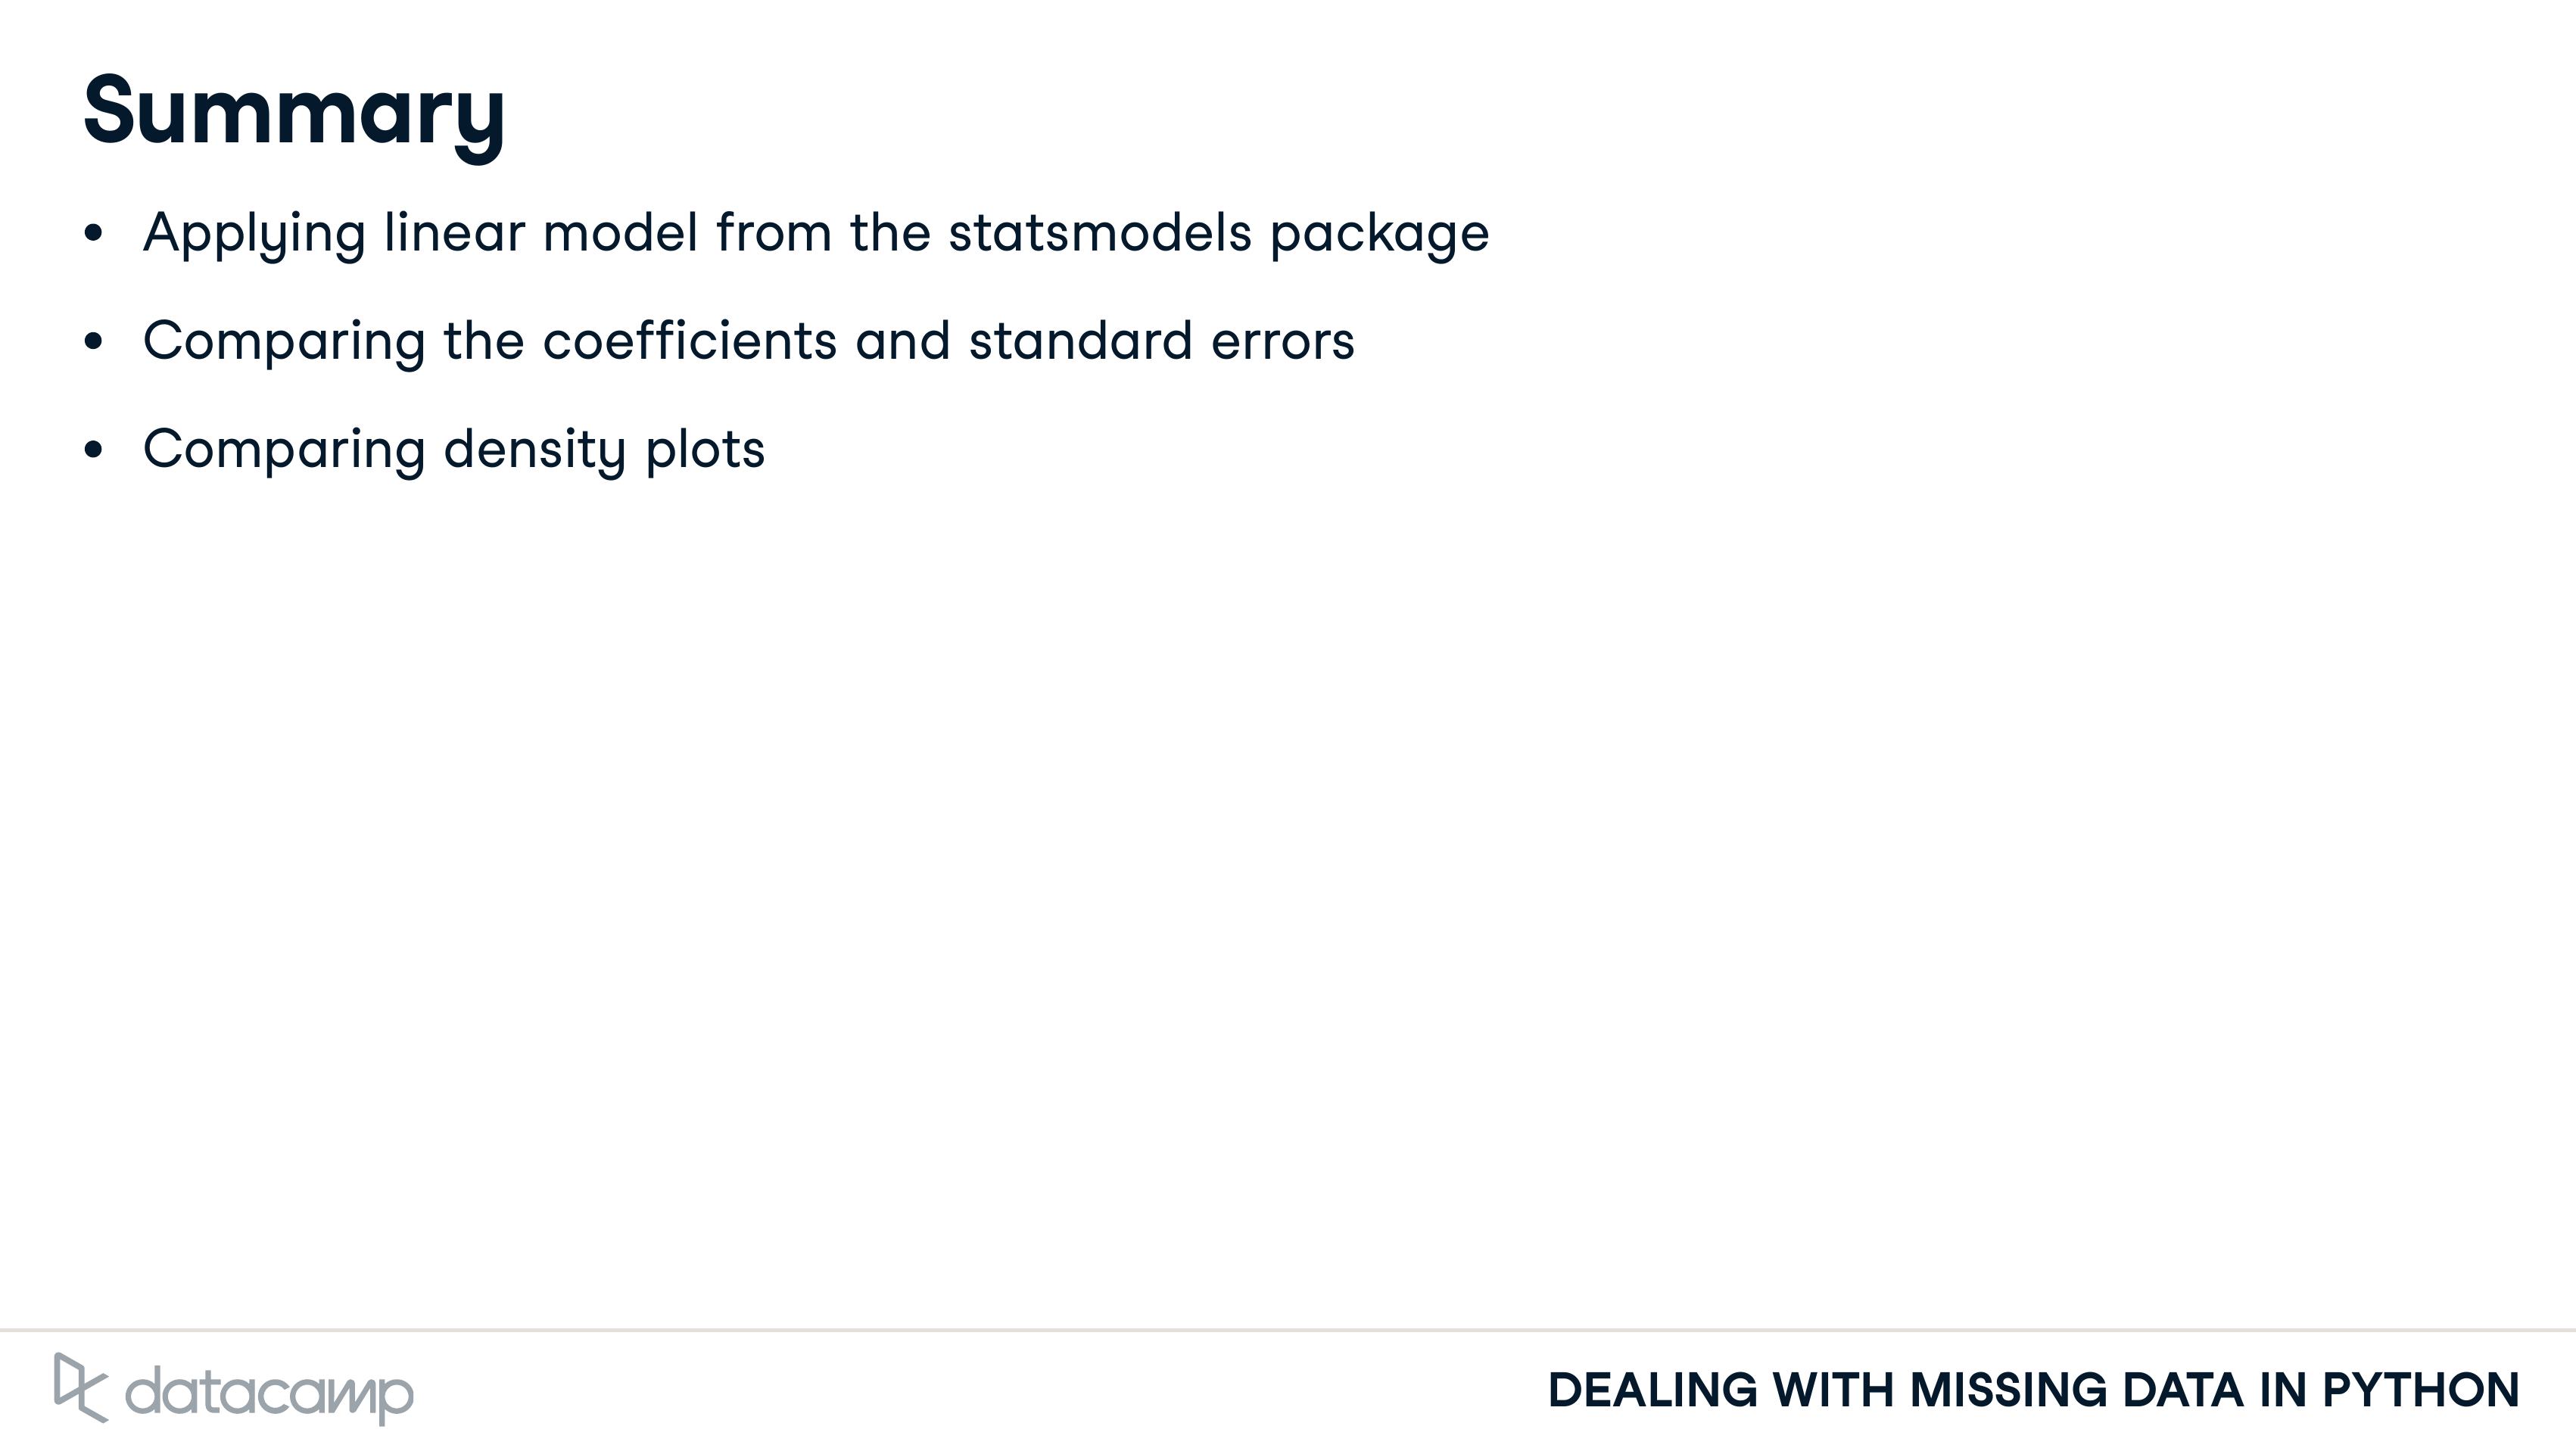 Summary
• Applying linear model from the statsmodels package
• Comparing the coefficients and standard errors
• Comparing density plots
datacamp
DEALING WITH MISSING DATA IN PYTHON